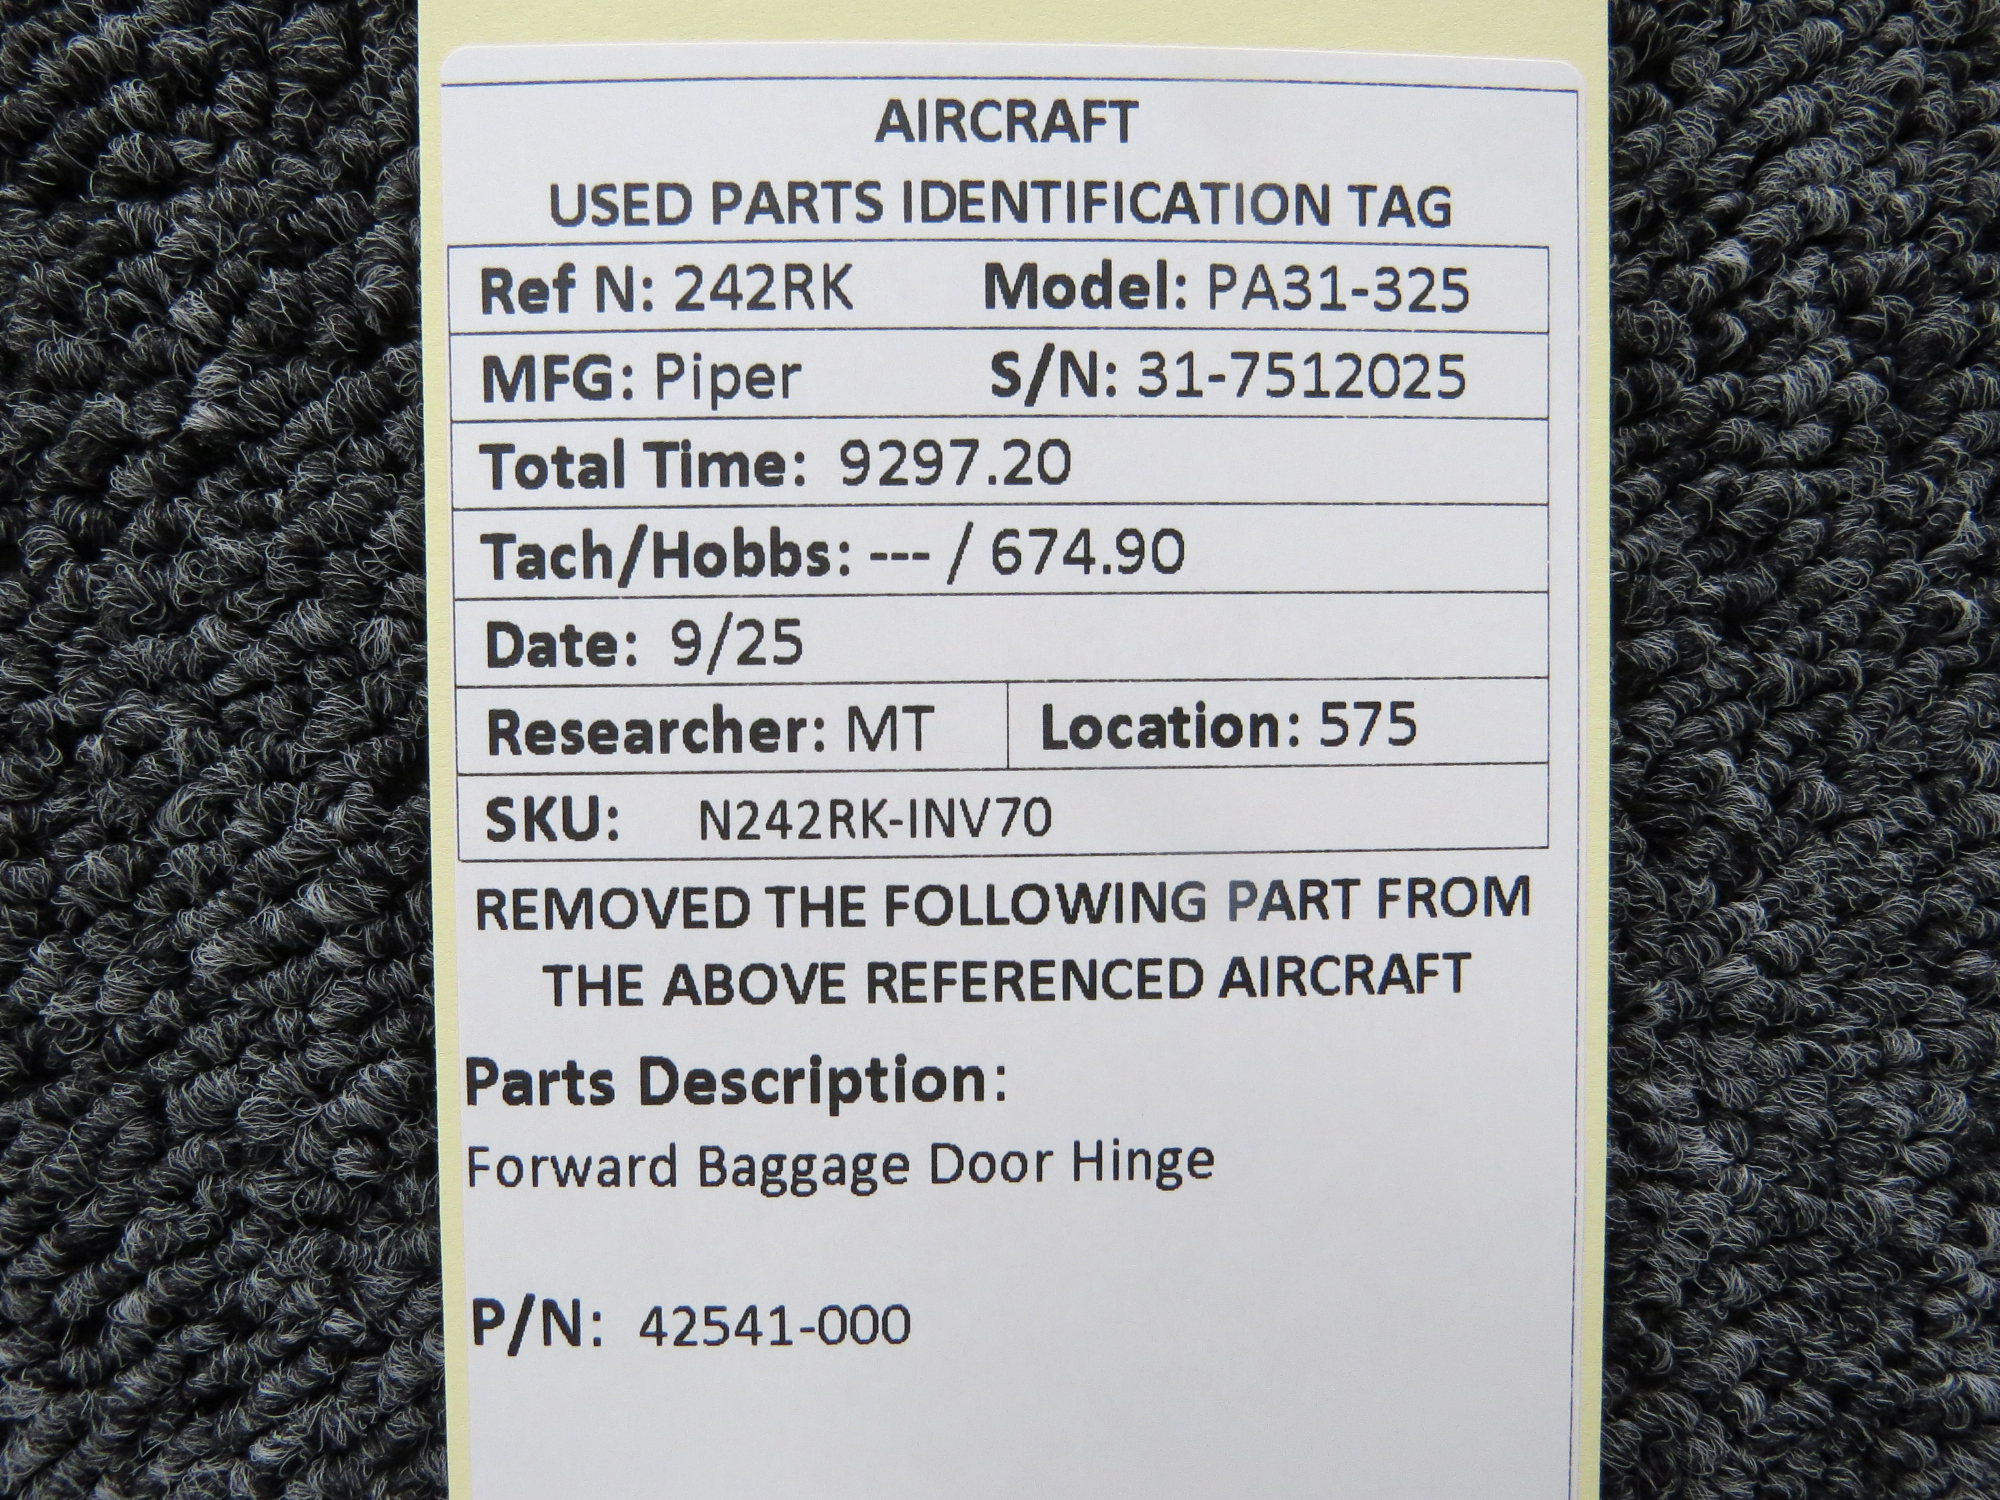 AIRCRAFT
USED PARTS IDENTIFICATION TAG
Ref N: 242RK Model: PA31-325
MFG: Piper S/N: 31-7512025
Total Time: 9297.20
Tach/Hobbs: --- / 674.90
Date: 9/25
Researcher: MT Location: 575
SKU: N242RK-INV70
REMOVED THE FOLLOWING PART FROM
THE ABOVE REFERENCED AIRCRAFT
Parts Description:
Forward Baggage Door Hinge
P/N: 42541-000